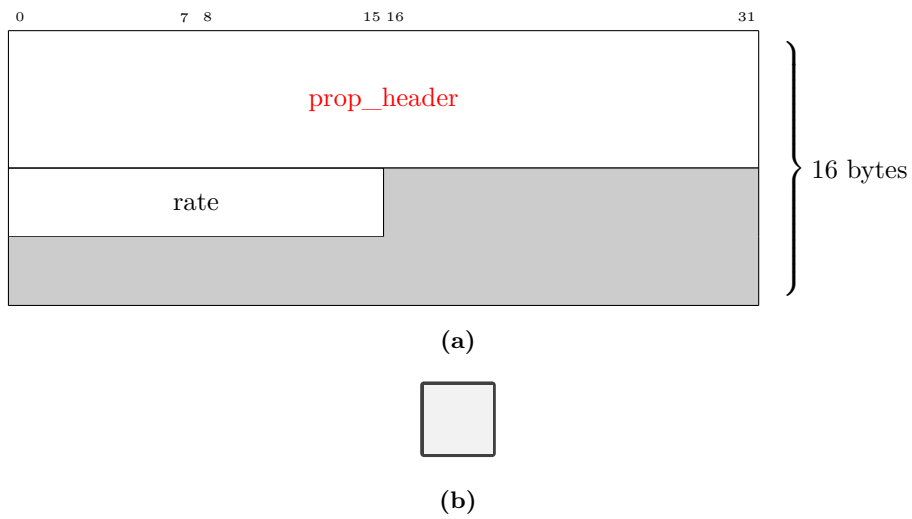 0 7 8 15 16 31
prop_header
16 bytes
rate
(a)
(b)